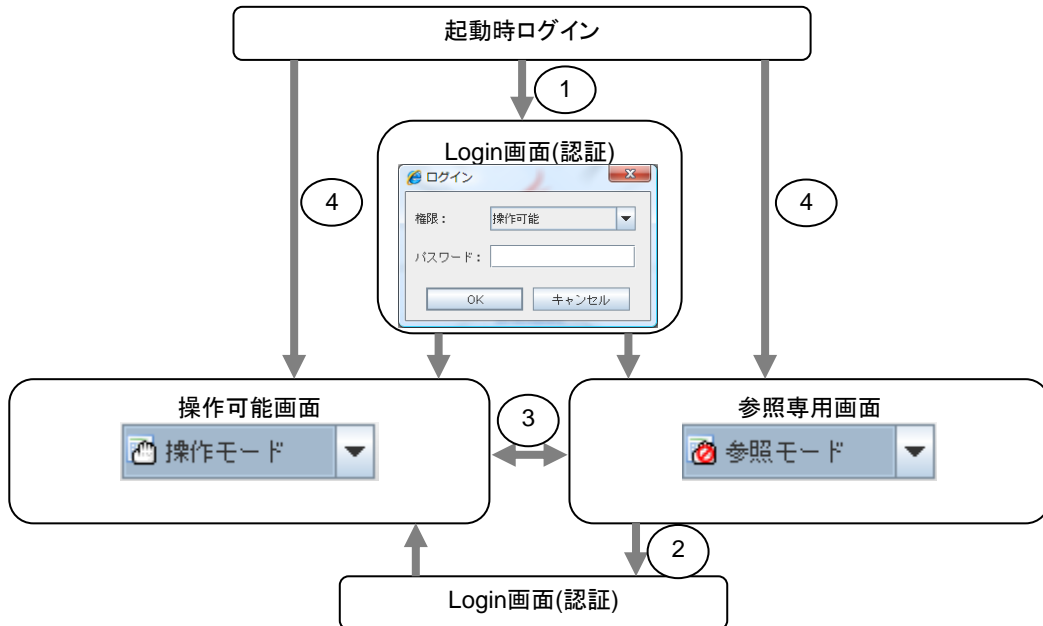 起動時ログイン
1
Login画面(認証)
ログイン
権限：
操作可能
パスワード：
OK
キャンセル
4
4
操作可能画面
操作モード
3
参照専用画面
参照モード
2
Login画面(認証)